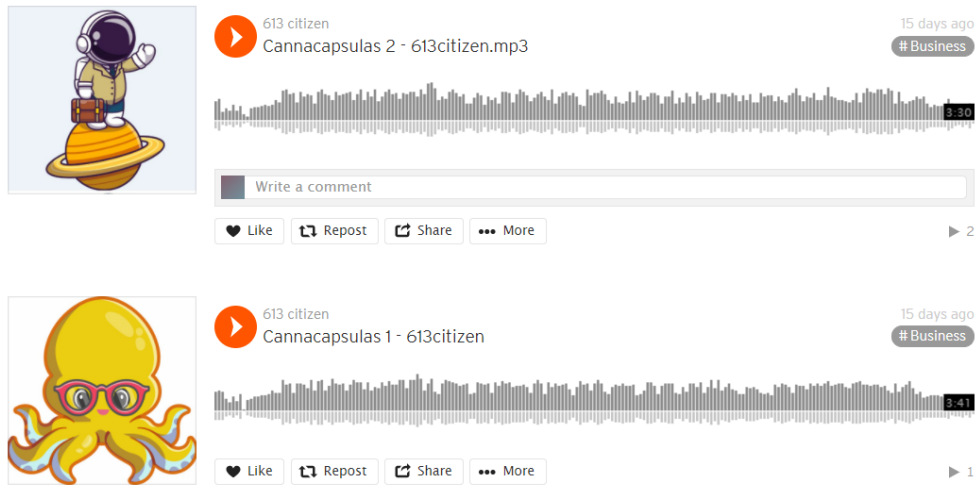 613 citizen
15 days ago
Cannacapsulas 2 - 613citizen.mp3
# Business
3:30
Write a comment
Like
Repost
Share
More
2
613 citizen
15 days ago
Cannacapsulas 1 - 613citizen
# Business
3:41
Like
Repost
Share
More
1